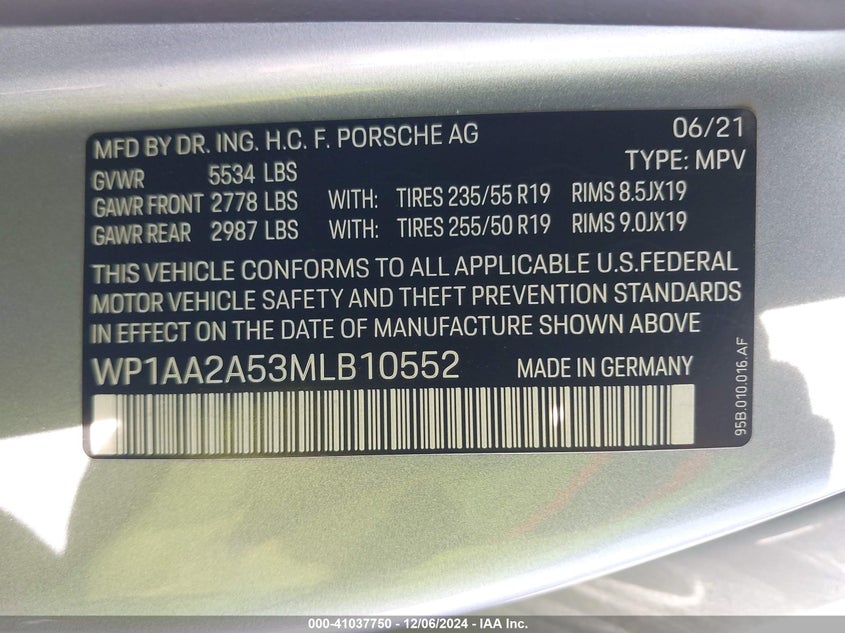 MFD BY DR. ING. H.C. F. PORSCHE AG 06/21
TYPE: MPV
GVWR 5534 LBS
GAWR FRONT 2778 LBS WITH: TIRES 235/55 R19 RIMS 8.5JX19
GAWR REAR 2987 LBS WITH: TIRES 255/50 R19 RIMS 9.0JX19
THIS VEHICLE CONFORMS TO ALL APPLICABLE U.S.FEDERAL
MOTOR VEHICLE SAFETY AND THEFT PREVENTION STANDARDS
IN EFFECT ON THE DATE OF MANUFACTURE SHOWN ABOVE
WP1AA2A53MLB10552 MADE IN GERMANY
95B.010.016.AF
000-41037750 - 12/06/2024 - IAA Inc.